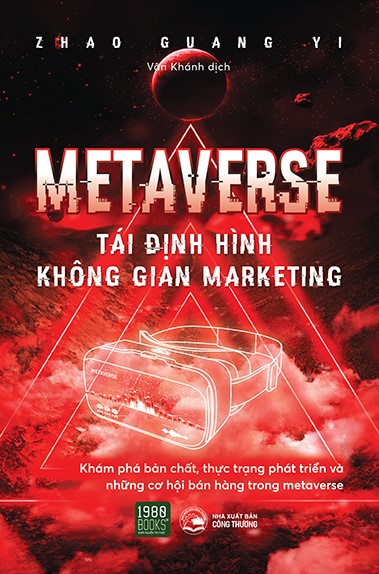 ZHAO GUANG YI
Vân Khánh dịch
METAVERSE
TÁI ĐỊNH HÌNH
KHÔNG GIAN MARKETING
METAVERSE
Khám phá bản chất, thực trạng phát triển và
những cơ hội bán hàng trong metaverse
1980
BOOKS
NHÀ XUẤT BẢN
CÔNG THƯƠNG